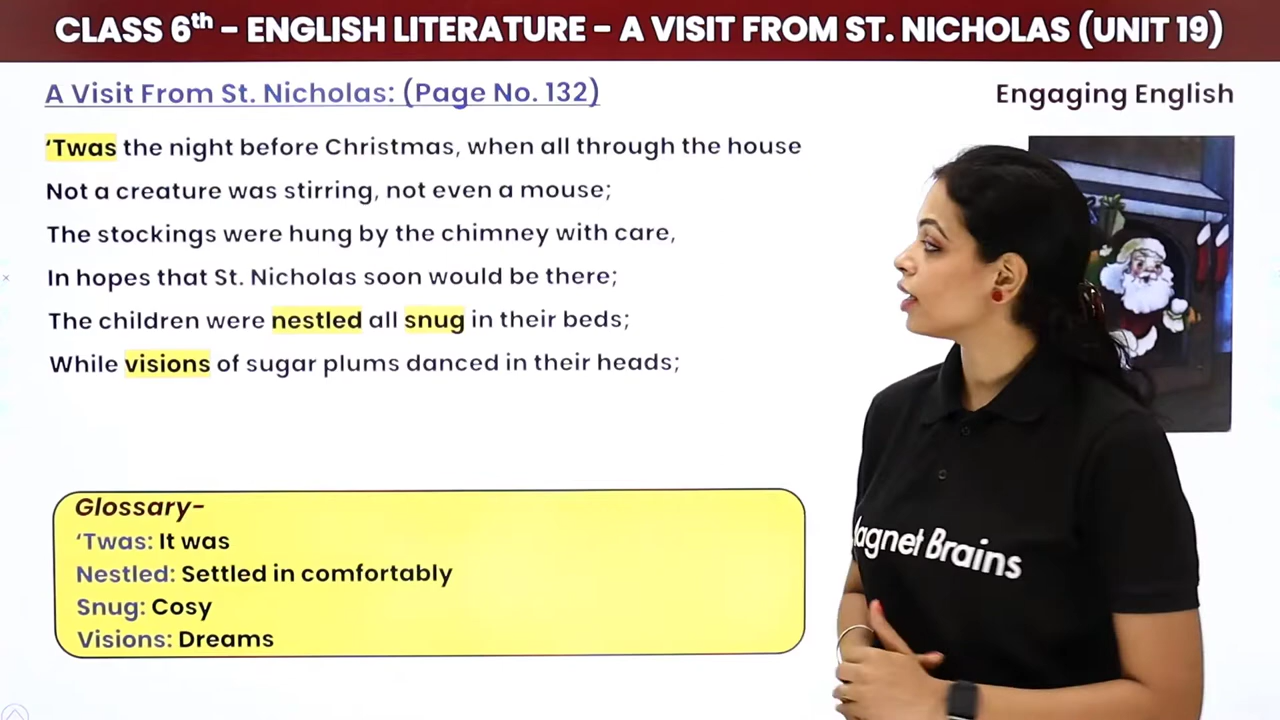 CLASS 6th – ENGLISH LITERATURE – A VISIT FROM ST. NICHOLAS (UNIT 19)
A Visit From St. Nicholas: (Page No. 132)
Engaging English
‘Twas the night before Christmas, when all through the house
Not a creature was stirring, not even a mouse;
The stockings were hung by the chimney with care,
In hopes that St. Nicholas soon would be there;
The children were nestled all snug in their beds;
While visions of sugar plums danced in their heads;
Glossary-
‘Twas: It was
Nestled: Settled in comfortably
Snug: Cosy
Visions: Dreams
agnet Brains